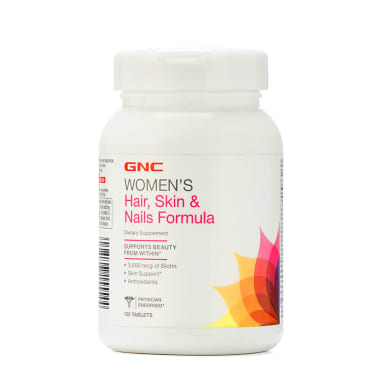 GNC
WOMEN'S
Hair, Skin &
Nails Formula
Dietary Supplement
SUPPORTS BEAUTY
FROM WITHIN*
• 3,000 mcg of Biotin
• Skin Support*
• Antioxidants
PHYSICIAN
ENDORSED*
120 TABLETS